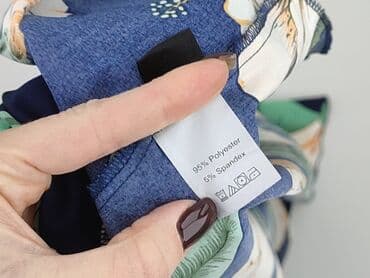 95% Polyester
5% Spandex